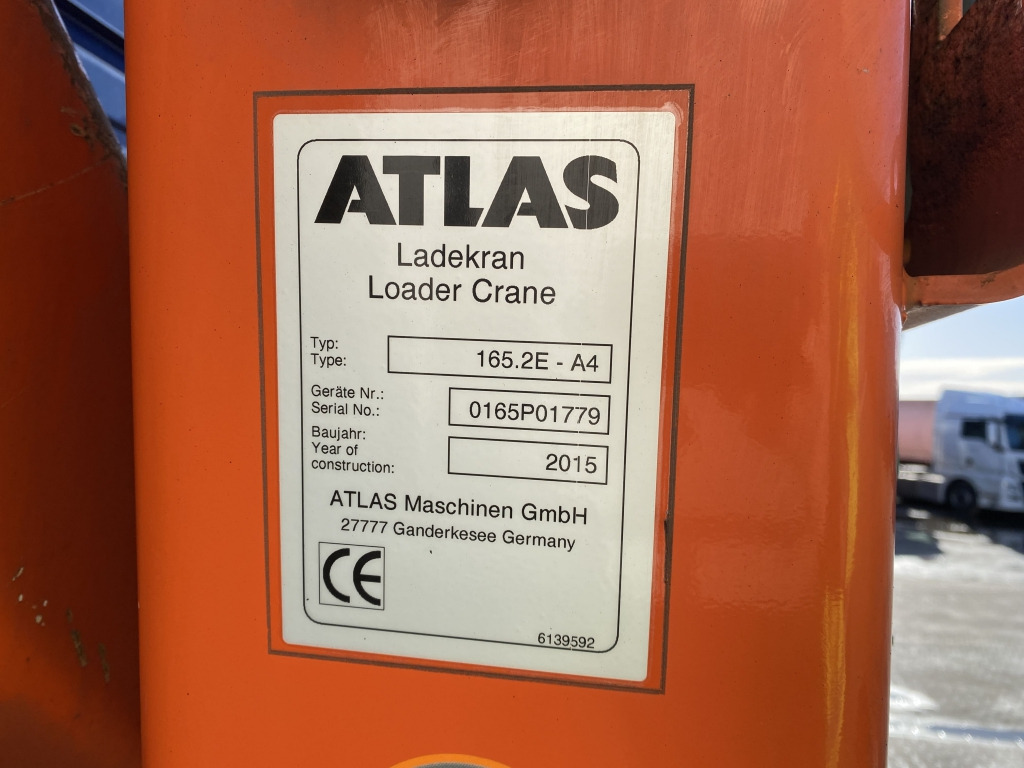 ATLAS
Ladekran
Loader Crane
Typ:
Type: 165.2E - A4
Geräte Nr.:
Serial No.: 0165P01779
Baujahr:
Year of
construction: 2015
ATLAS Maschinen GmbH
27777 Ganderkesee Germany
CE
6139592